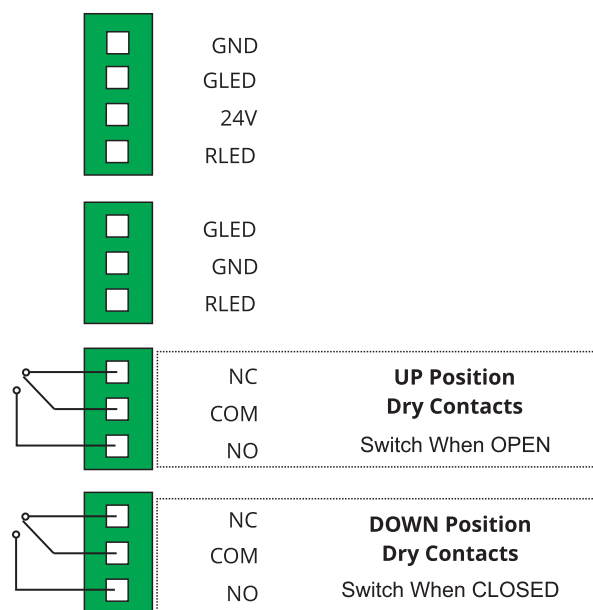 GND
GLED
24V
RLED
GLED
GND
RLED
NC
COM
NO
UP Position
Dry Contacts
Switch When OPEN
NC
COM
NO
DOWN Position
Dry Contacts
Switch When CLOSED